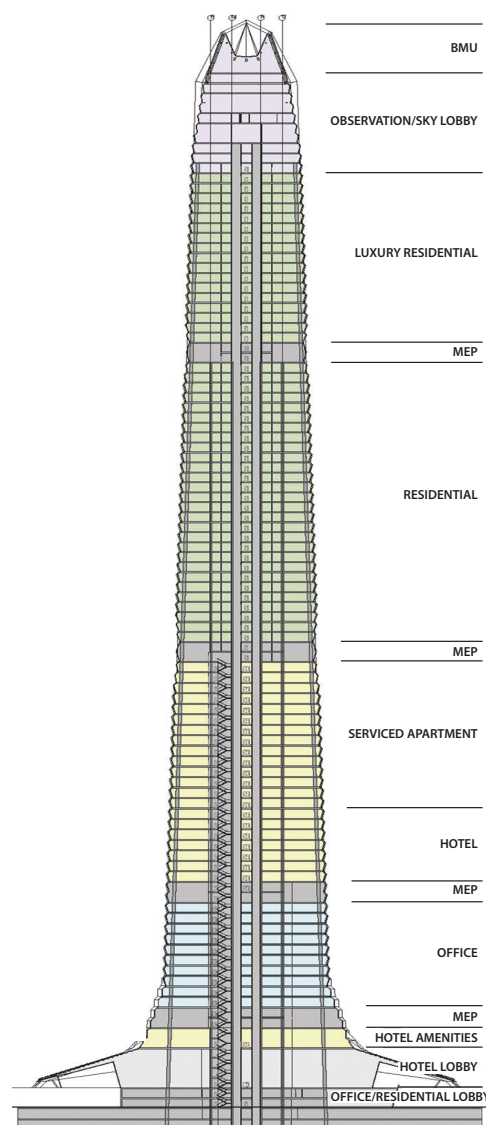 BMU
OBSERVATION/SKY LOBBY
LUXURY RESIDENTIAL
MEP
RESIDENTIAL
MEP
SERVICED APARTMENT
HOTEL
MEP
OFFICE
MEP
HOTEL AMENITIES
HOTEL LOBBY
OFFICE/RESIDENTIAL LOBBY